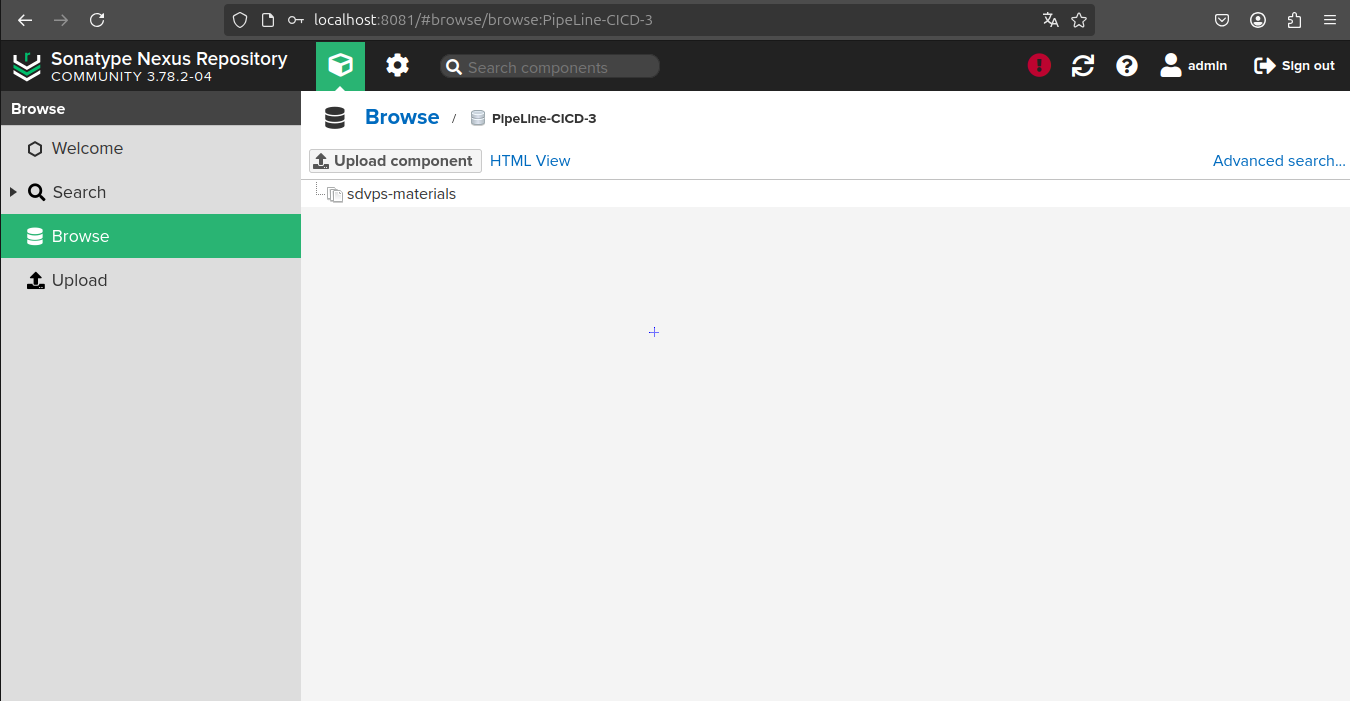 localhost:8081/#browse/browse:PipeLine-CICD-3
Sonatype Nexus Repository
COMMUNITY 3.78.2-04
Search components
admin
Sign out
Browse
Welcome
Search
Browse
Upload
Browse / PipeLine-CICD-3
Upload component
HTML View
Advanced search...
sdvps-materials